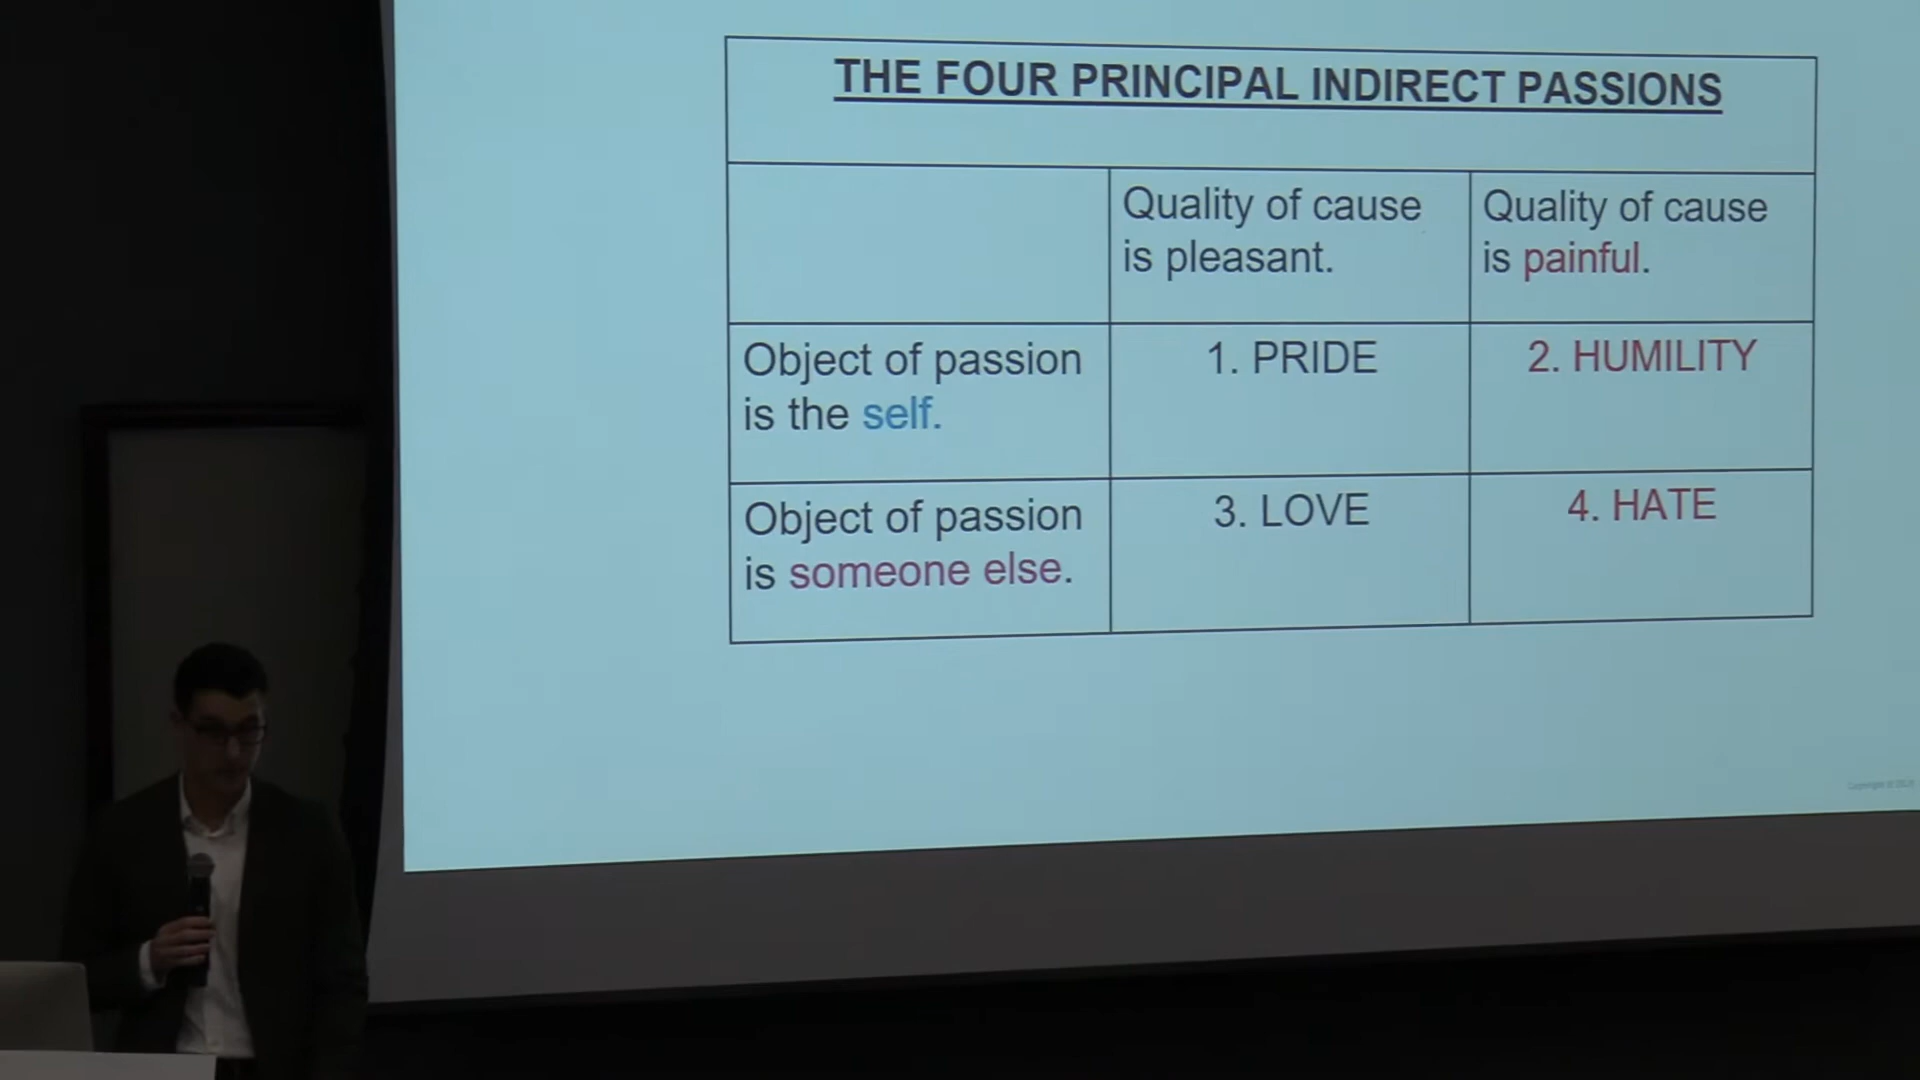 THE FOUR PRINCIPAL INDIRECT PASSIONS
Quality of cause
is pleasant.
Quality of cause
is painful.
Object of passion
is the self.
1. PRIDE
2. HUMILITY
Object of passion
is someone else.
3. LOVE
4. HATE